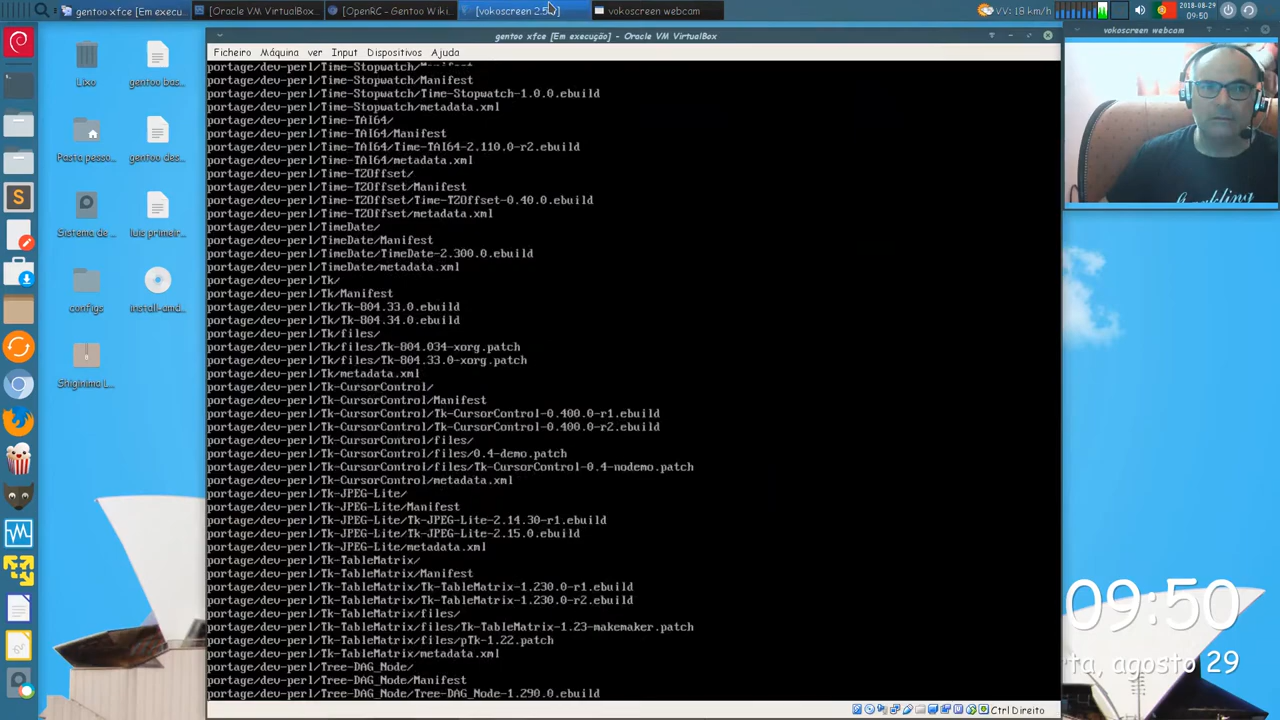 gentoo xfce [Em execu...
[Oracle VM VirtualBox...
[OpenRC - Gentoo Wiki...
[vokoscreen 2.5...]
vokoscreen webcam
VV: 18 km/h
2018-08-29
09:50
gentoo xfce [Em execução] - Oracle VM VirtualBox
vokoscreen webcam
Ficheiro Máquina ver Input Dispositivos Ajuda
Lixo
gentoo bas...
Pasta pesso...
gentoo des...
Sistema de ...
luis primeir...
configs
install-amd...
Shiginima L...
portage/dev-perl/Time-Stopwatch/Manifest
portage/dev-perl/Time-Stopwatch/Manifest
portage/dev-perl/Time-Stopwatch/Time-Stopwatch-1.0.0.ebuild
portage/dev-perl/Time-Stopwatch/metadata.xml
portage/dev-perl/Time-TAI64/
portage/dev-perl/Time-TAI64/Manifest
portage/dev-perl/Time-TAI64/Time-TAI64-2.110.0-r2.ebuild
portage/dev-perl/Time-TAI64/metadata.xml
portage/dev-perl/Time-TZOffset/
portage/dev-perl/Time-TZOffset/Manifest
portage/dev-perl/Time-TZOffset/Time-TZOffset-0.40.0.ebuild
portage/dev-perl/Time-TZOffset/metadata.xml
portage/dev-perl/TimeDate/
portage/dev-perl/TimeDate/Manifest
portage/dev-perl/TimeDate/TimeDate-2.300.0.ebuild
portage/dev-perl/TimeDate/metadata.xml
portage/dev-perl/Tk/
portage/dev-perl/Tk/Manifest
portage/dev-perl/Tk/Tk-804.33.0.ebuild
portage/dev-perl/Tk/Tk-804.34.0.ebuild
portage/dev-perl/Tk/files/
portage/dev-perl/Tk/files/Tk-804.034-xorg.patch
portage/dev-perl/Tk/files/Tk-804.33.0-xorg.patch
portage/dev-perl/Tk/metadata.xml
portage/dev-perl/Tk-CursorControl/
portage/dev-perl/Tk-CursorControl/Manifest
portage/dev-perl/Tk-CursorControl/Tk-CursorControl-0.400.0-r1.ebuild
portage/dev-perl/Tk-CursorControl/Tk-CursorControl-0.400.0-r2.ebuild
portage/dev-perl/Tk-CursorControl/files/
portage/dev-perl/Tk-CursorControl/files/0.4-demo.patch
portage/dev-perl/Tk-CursorControl/files/Tk-CursorControl-0.4-nodemo.patch
portage/dev-perl/Tk-CursorControl/metadata.xml
portage/dev-perl/Tk-JPEG-Lite/
portage/dev-perl/Tk-JPEG-Lite/Manifest
portage/dev-perl/Tk-JPEG-Lite/Tk-JPEG-Lite-2.14.30-r1.ebuild
portage/dev-perl/Tk-JPEG-Lite/Tk-JPEG-Lite-2.15.0.ebuild
portage/dev-perl/Tk-JPEG-Lite/metadata.xml
portage/dev-perl/Tk-TableMatrix/
portage/dev-perl/Tk-TableMatrix/Manifest
portage/dev-perl/Tk-TableMatrix/Tk-TableMatrix-1.230.0-r1.ebuild
portage/dev-perl/Tk-TableMatrix/Tk-TableMatrix-1.230.0-r2.ebuild
portage/dev-perl/Tk-TableMatrix/files/
portage/dev-perl/Tk-TableMatrix/files/Tk-TableMatrix-1.23-makemaker.patch
portage/dev-perl/Tk-TableMatrix/files/pTk-1.22.patch
portage/dev-perl/Tk-TableMatrix/metadata.xml
portage/dev-perl/Tree-DAG_Node/
portage/dev-perl/Tree-DAG_Node/Manifest
portage/dev-perl/Tree-DAG_Node/Tree-DAG_Node-1.290.0.ebuild
09:50
rta, agosto 29
Ctrl Direito